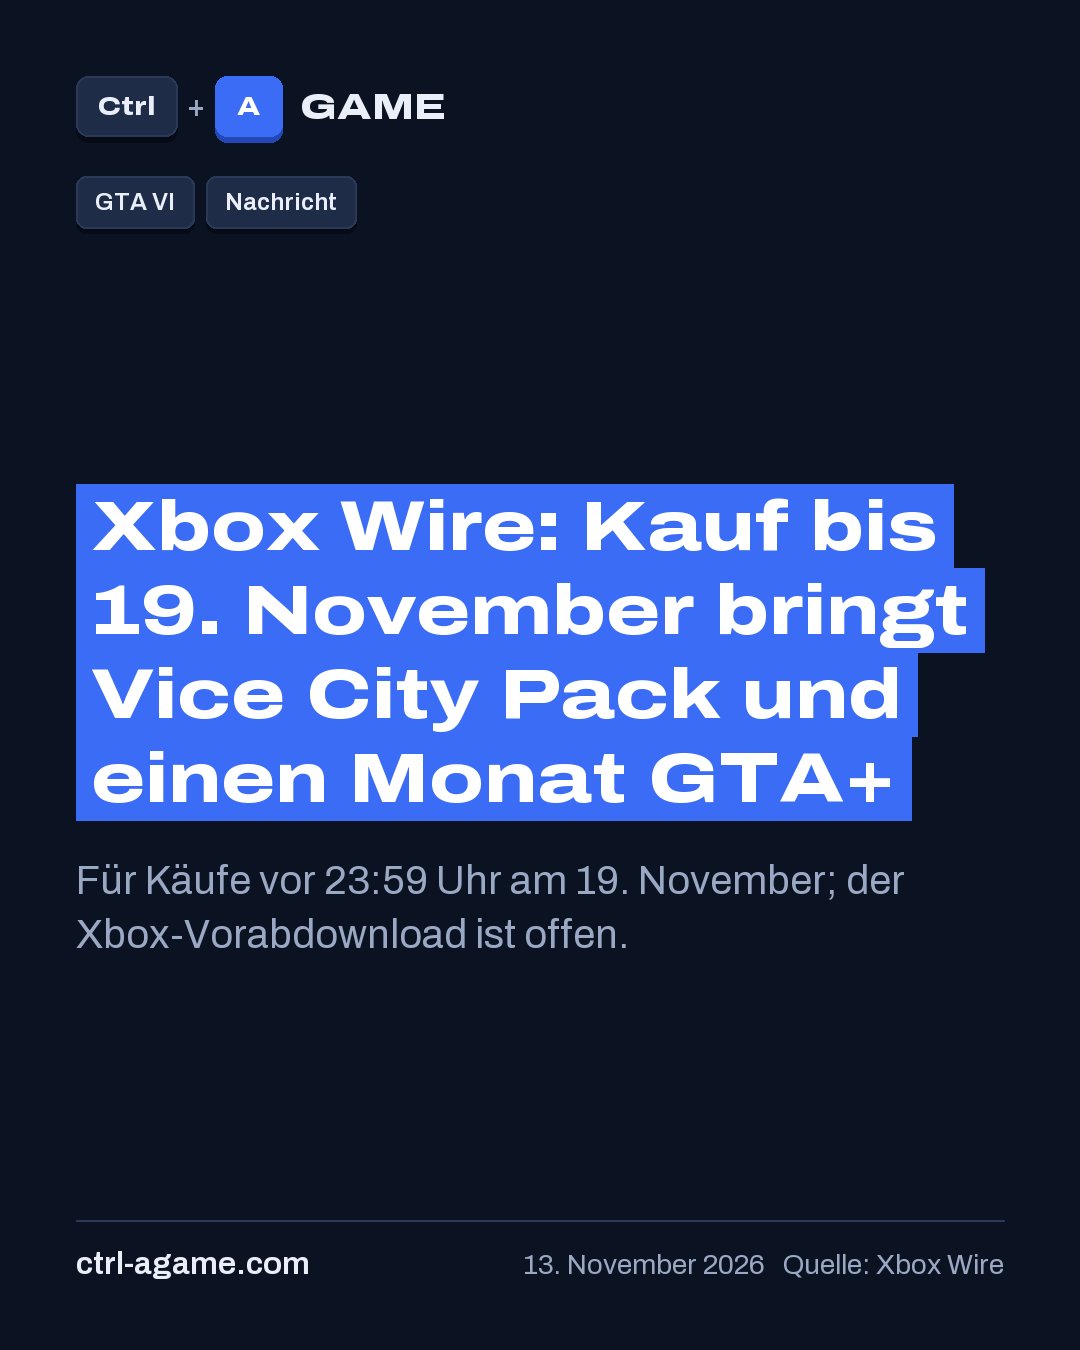 Ctrl + A GAME
GTA VI Nachricht
Xbox Wire: Kauf bis
19. November bringt
Vice City Pack und
einen Monat GTA+
Für Käufe vor 23:59 Uhr am 19. November; der
Xbox-Vorabdownload ist offen.
ctrl-agame.com 13. November 2026 Quelle: Xbox Wire